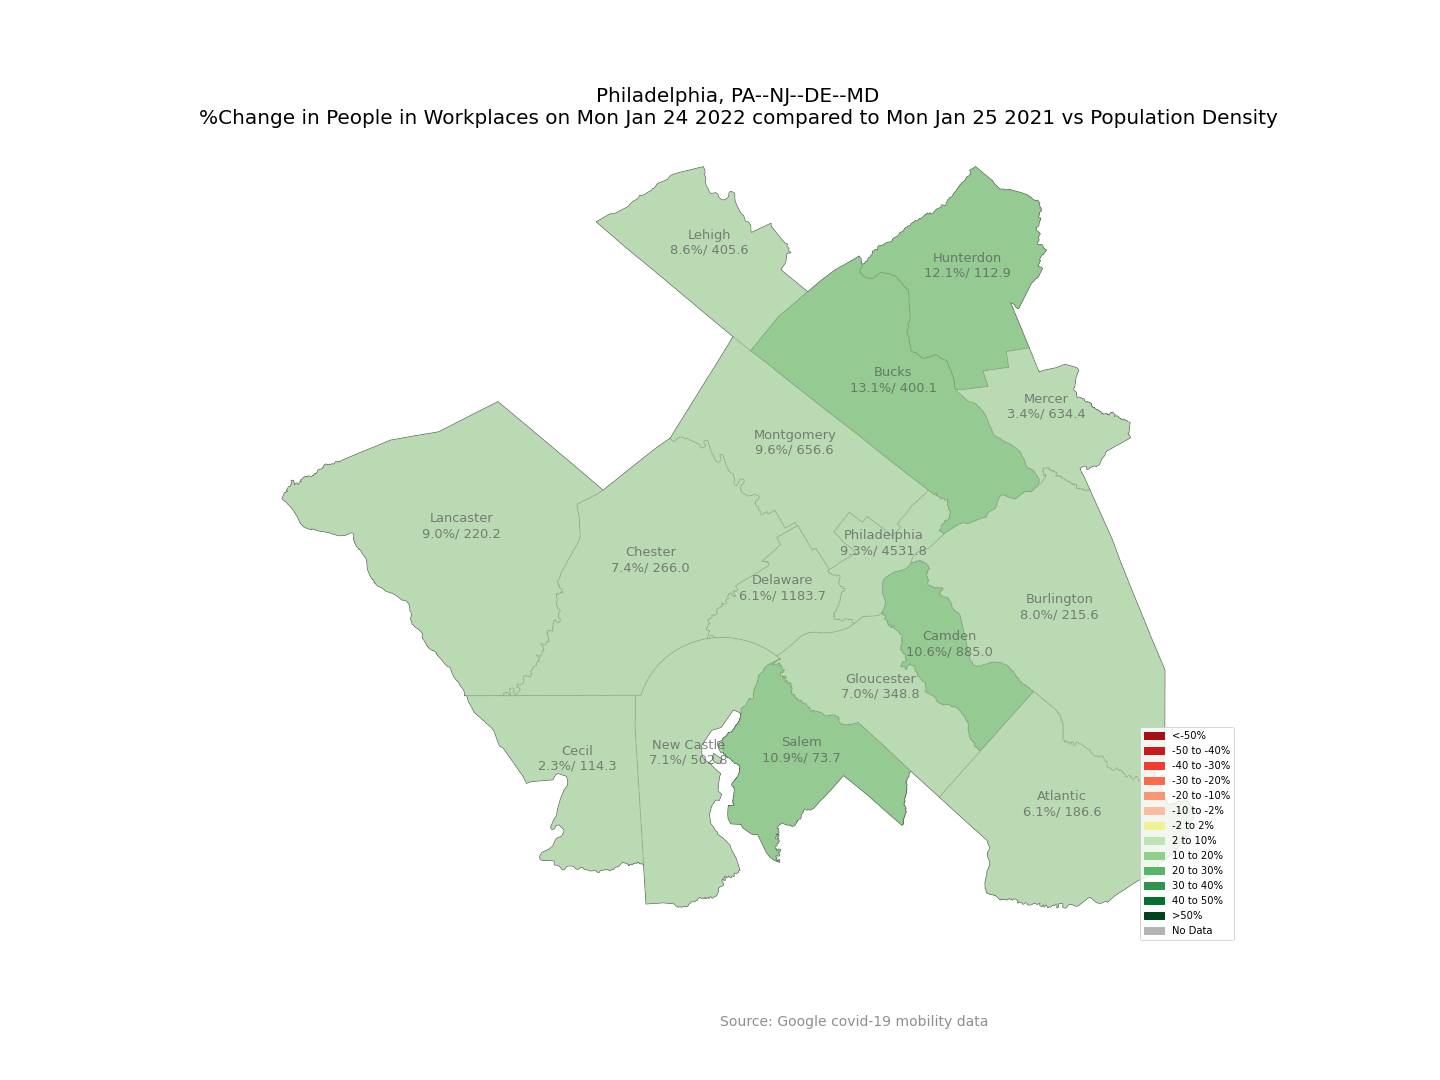 Philadelphia, PA--NJ--DE--MD
%Change in People in Workplaces on Mon Jan 24 2022 compared to Mon Jan 25 2021 vs Population Density
Lehigh
8.6%/ 405.6
Hunterdon
12.1%/ 112.9
Bucks
13.1%/ 400.1
Mercer
3.4%/ 634.4
Montgomery
9.6%/ 656.6
Lancaster
9.0%/ 220.2
Philadelphia
9.3%/ 4531.8
Chester
7.4%/ 266.0
Delaware
6.1%/ 1183.7
Burlington
8.0%/ 215.6
Camden
10.6%/ 885.0
Gloucester
7.0%/ 348.8
New Castle
7.1%/ 502.8
Salem
10.9%/ 73.7
Cecil
2.3%/ 114.3
Atlantic
6.1%/ 186.6
<-50%
-50 to -40%
-40 to -30%
-30 to -20%
-20 to -10%
-10 to -2%
-2 to 2%
2 to 10%
10 to 20%
20 to 30%
30 to 40%
40 to 50%
>50%
No Data
Source: Google covid-19 mobility data